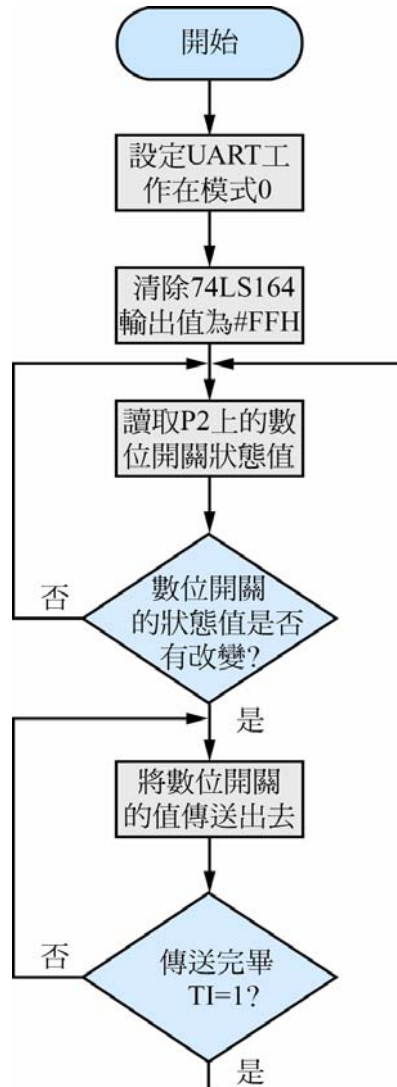 開始
設定UART工
作在模式0
清除74LS164
輸出值為#FFH
讀取P2上的數
位開關狀態值
數位開關
的狀態值是否
有改變?
否
是
將數位開關
的值傳送出去
傳送完畢
TI=1?
否
是